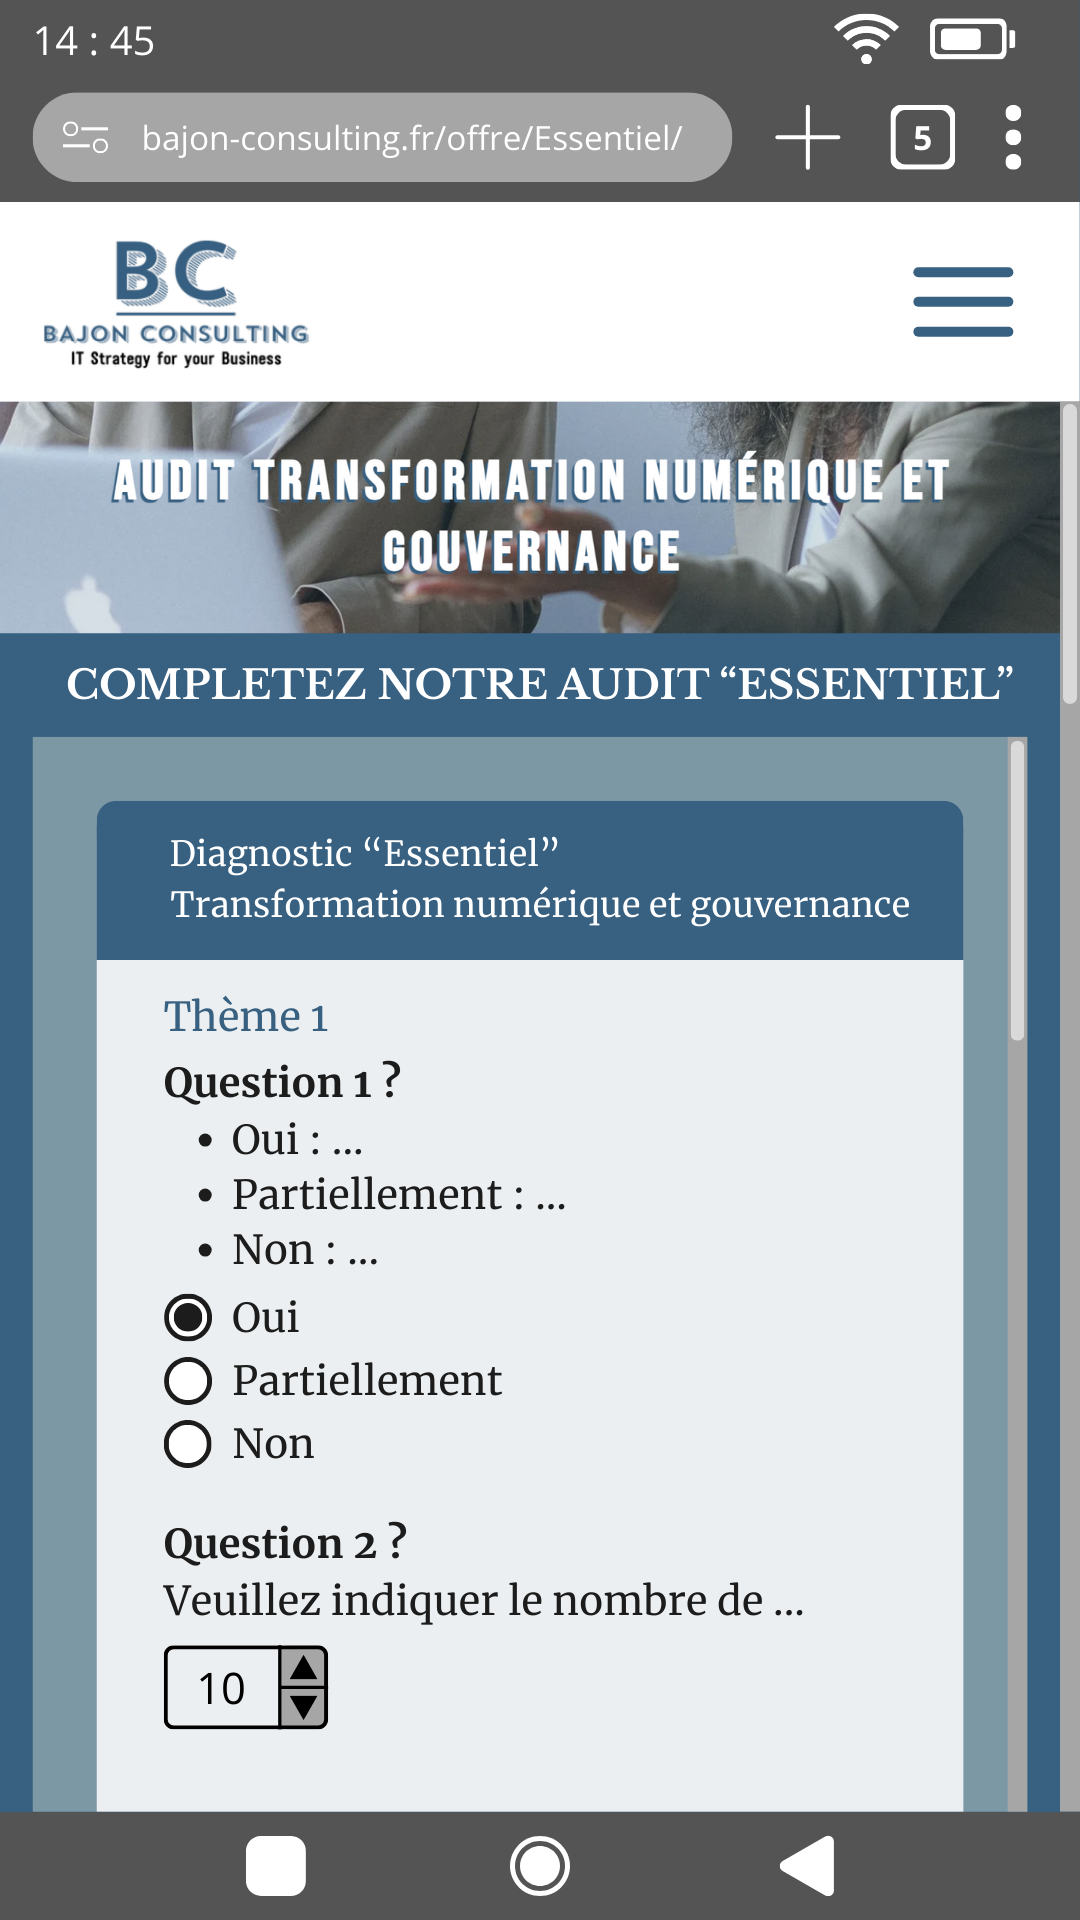 14 : 45
bajon-consulting.fr/offre/Essentiel/
5
BC
BAJON CONSULTING
IT Strategy for your Business
AUDIT TRANSFORMATION NUMÉRIQUE ET
GOUVERNANCE
COMPLETEZ NOTRE AUDIT “ESSENTIEL”
Diagnostic “Essentiel”
Transformation numérique et gouvernance
Thème 1
Question 1 ?
• Oui : ...
• Partiellement : ...
• Non : ...
Oui
Partiellement
Non
Question 2 ?
Veuillez indiquer le nombre de ...
10